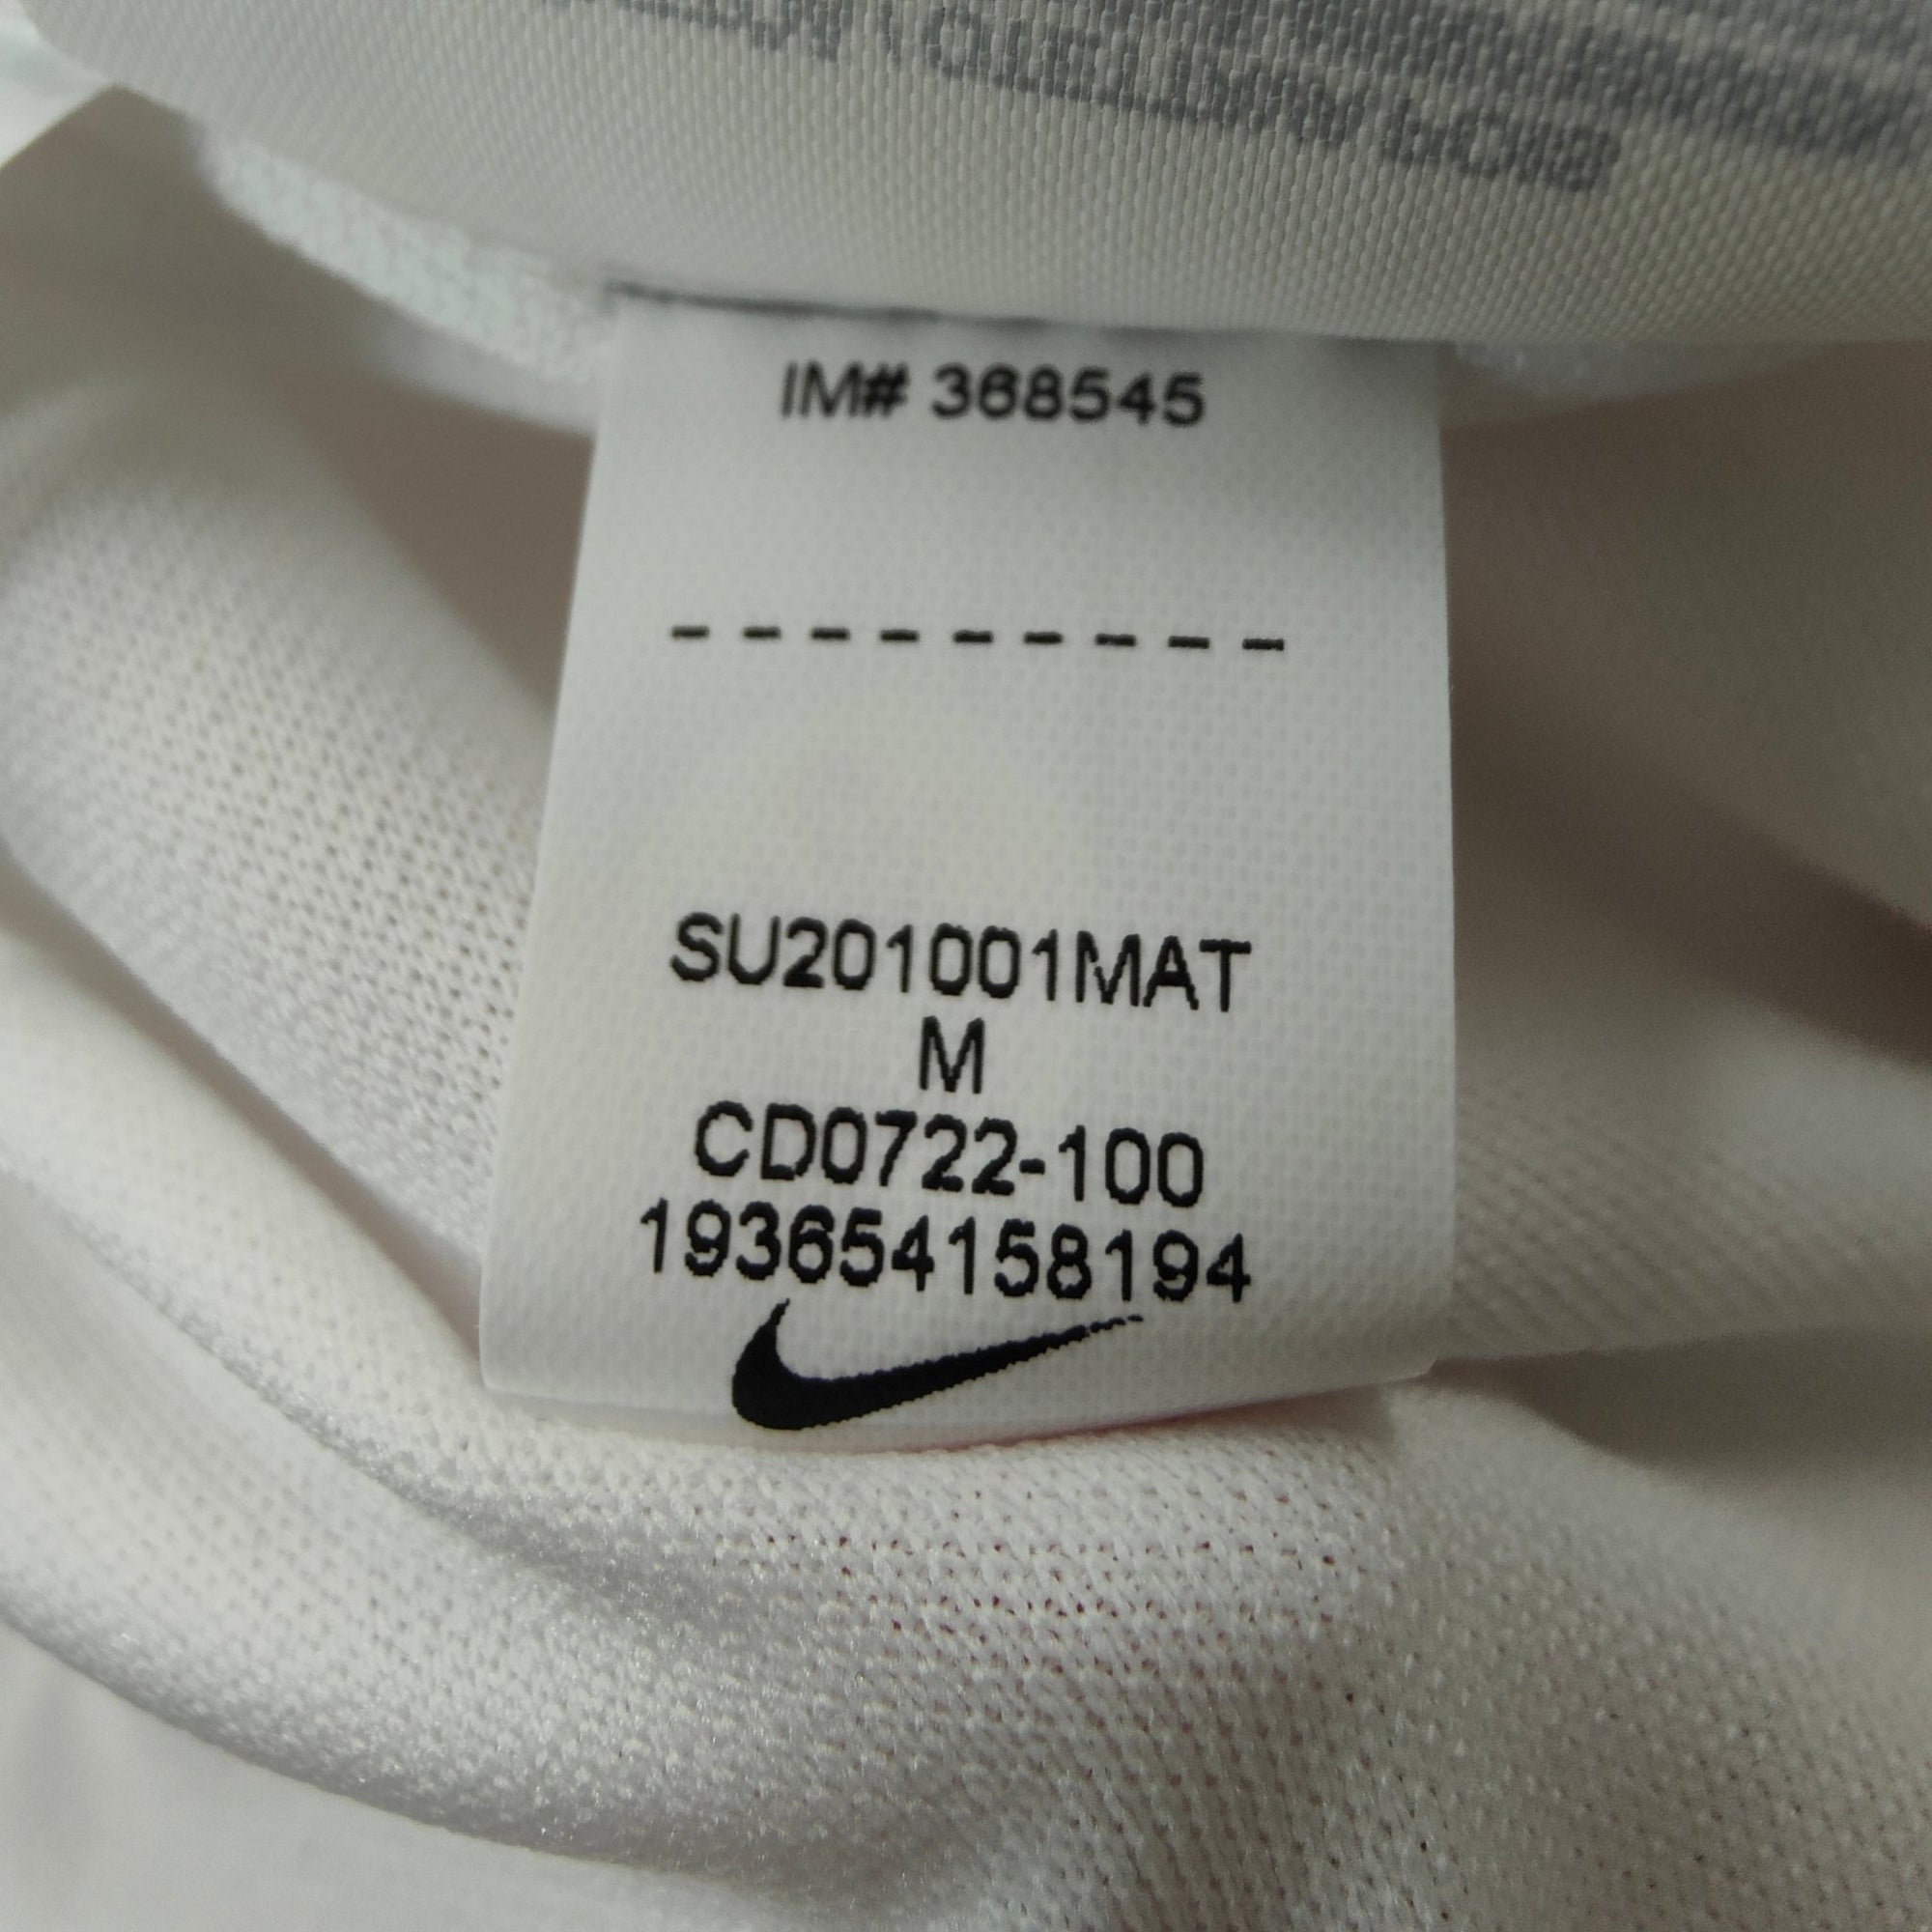 IM# 368545
- - - - - - - - -
SU201001MAT
M
CD0722-100
193654158194